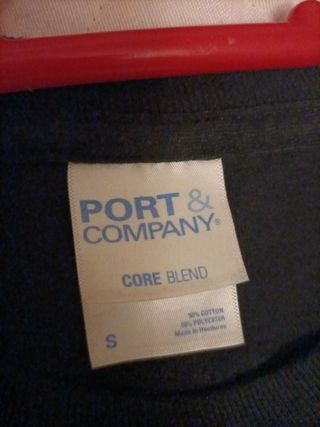 PORT &
COMPANY®
CORE BLEND
S
50% COTTON
50% POLYESTER
Made in Honduras